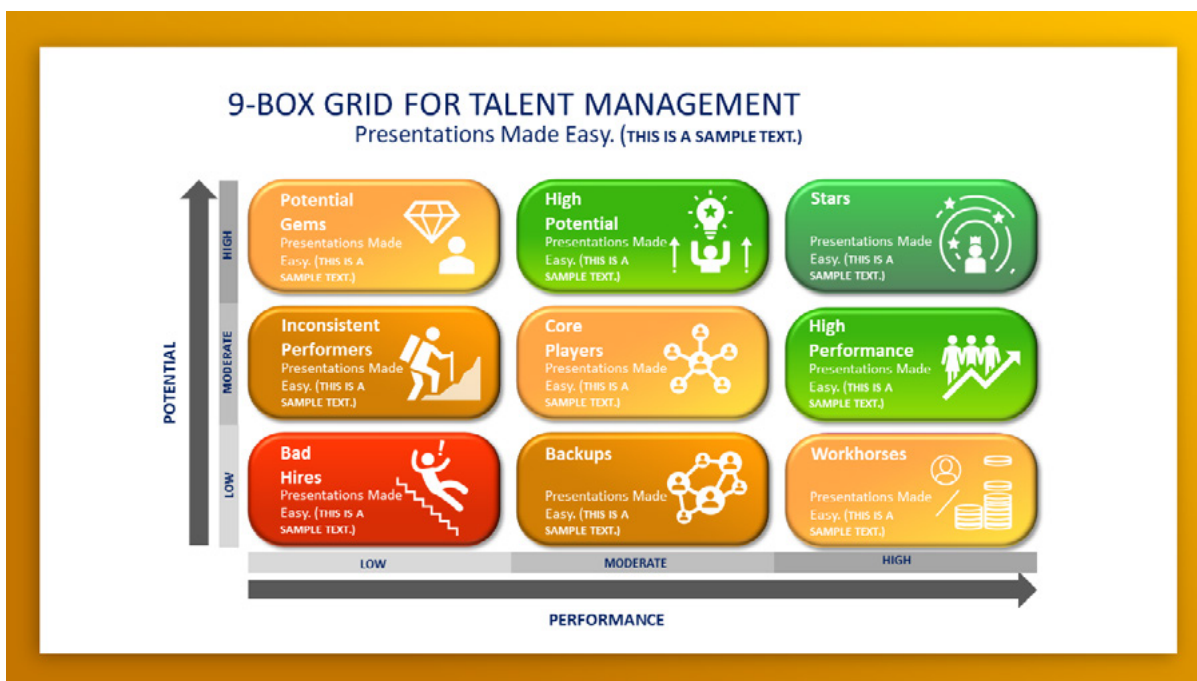 9-BOX GRID FOR TALENT MANAGEMENT
Presentations Made Easy. (THIS IS A SAMPLE TEXT.)
POTENTIAL
HIGH
Potential
Gems
Presentations Made
Easy. (THIS IS A
SAMPLE TEXT.)
High
Potential
Presentations Made
Easy. (THIS IS A
SAMPLE TEXT.)
Stars
Presentations Made
Easy. (THIS IS A
SAMPLE TEXT.)
MODERATE
Inconsistent
Performers
Presentations Made
Easy. (THIS IS A
SAMPLE TEXT.)
Core
Players
Presentations Made
Easy. (THIS IS A
SAMPLE TEXT.)
High
Performance
Presentations Made
Easy. (THIS IS A
SAMPLE TEXT.)
LOW
Bad
Hires
Presentations Made
Easy. (THIS IS A
SAMPLE TEXT.)
Backups
Presentations Made
Easy. (THIS IS A
SAMPLE TEXT.)
Workhorses
Presentations Made
Easy. (THIS IS A
SAMPLE TEXT.)
LOW
MODERATE
HIGH
PERFORMANCE